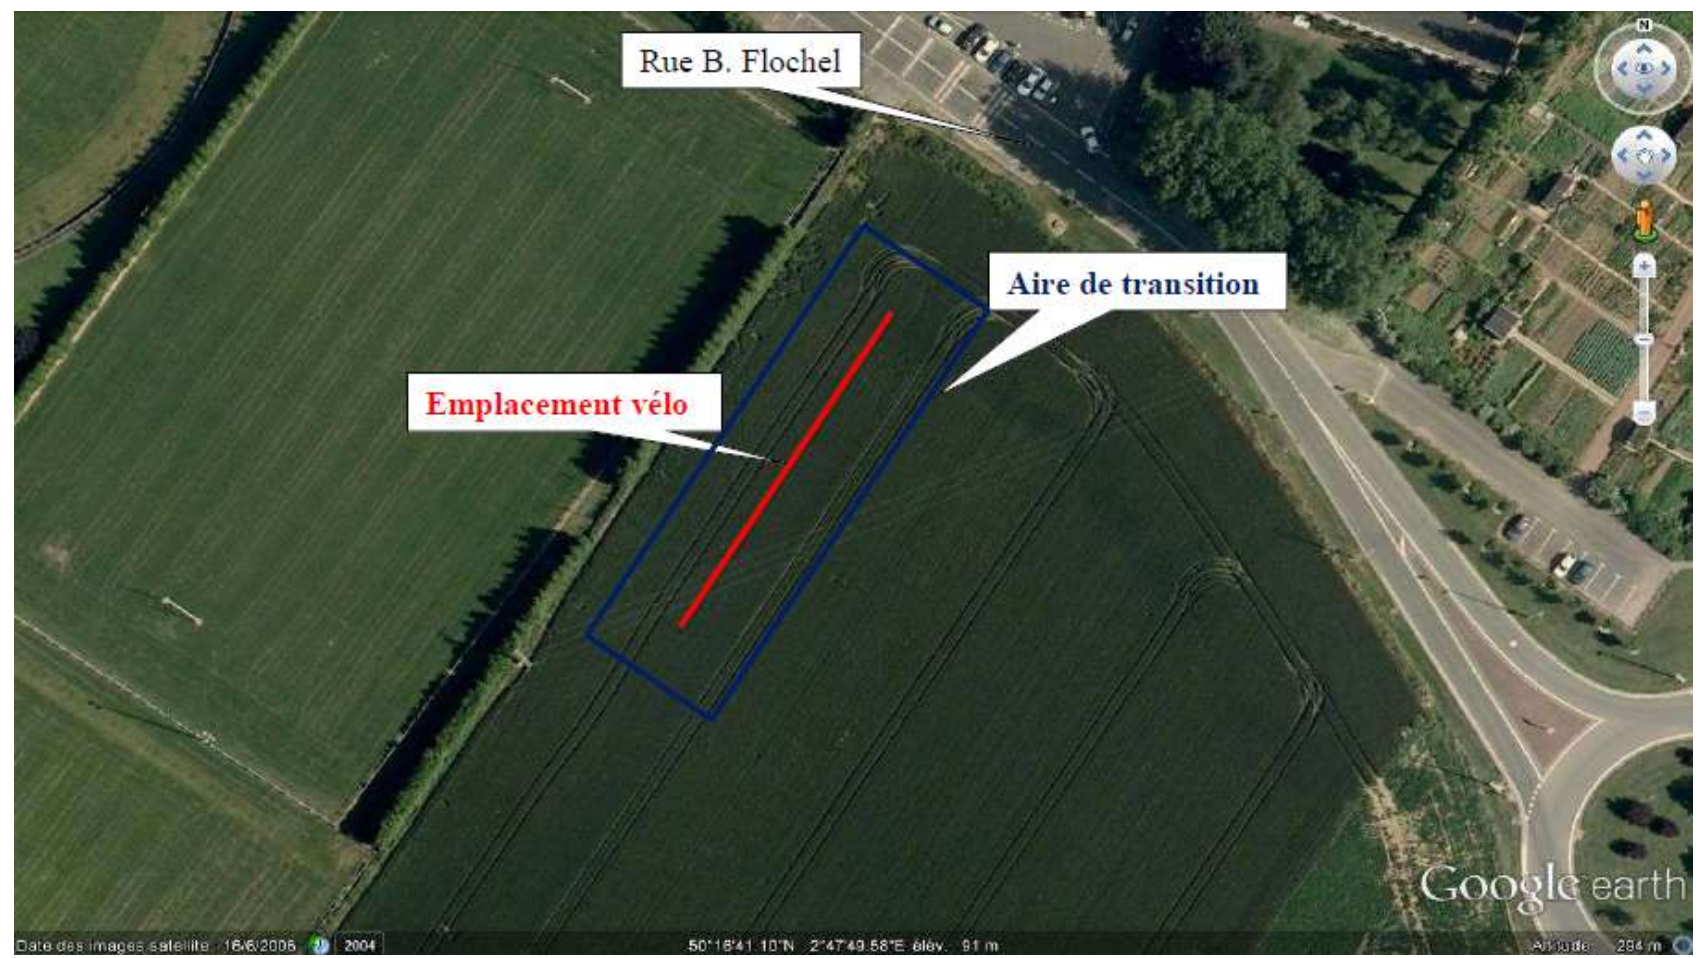 N
Rue B. Flochel
Aire de transition
Emplacement vélo
Google earth
Date des images satellite : 16/6/2006
2004
50°16'41.10"N 2°47'49.58"E élév. 91 m
Altitude 294 m